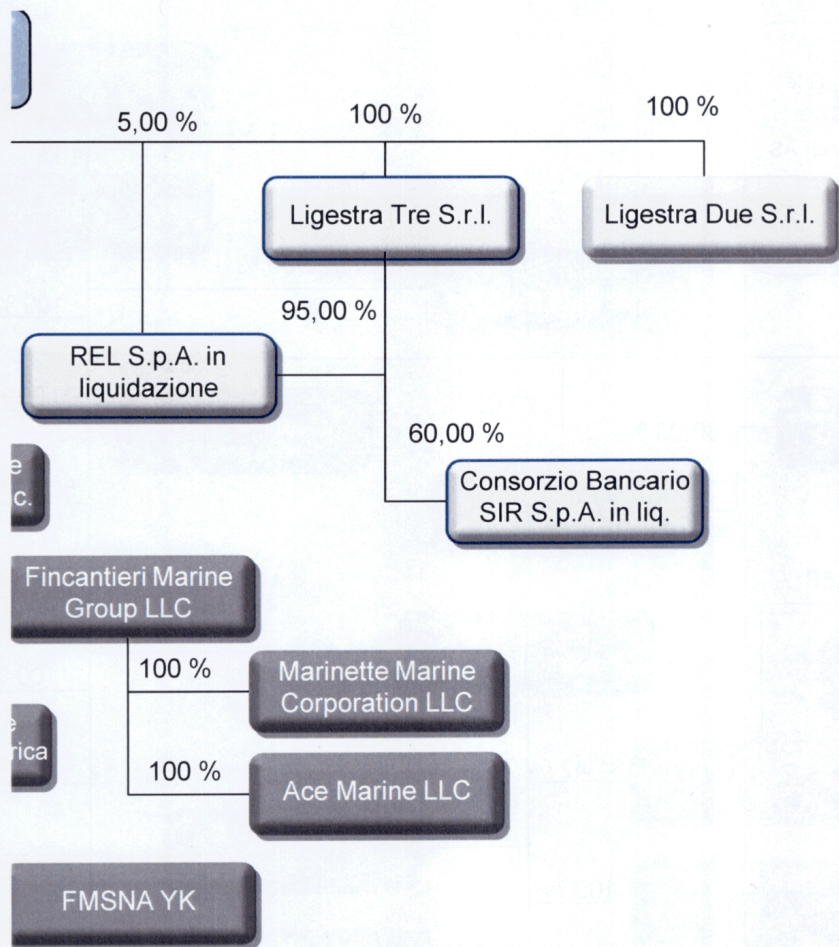 5,00 %
100 %
100 %
Ligestra Tre S.r.l.
Ligestra Due S.r.l.
95,00 %
REL S.p.A. in
liquidazione
60,00 %
Consorzio Bancario
SIR S.p.A. in liq.
e
c.
Fincantieri Marine
Group LLC
100 %
Marinette Marine
Corporation LLC
e
rica
100 %
Ace Marine LLC
FMSNA YK